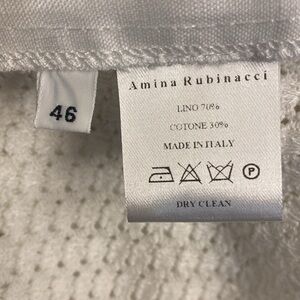 Amina Rubinacci
46
LINO 70%
COTONE 30%
MADE IN ITALY
P
DRY CLEAN